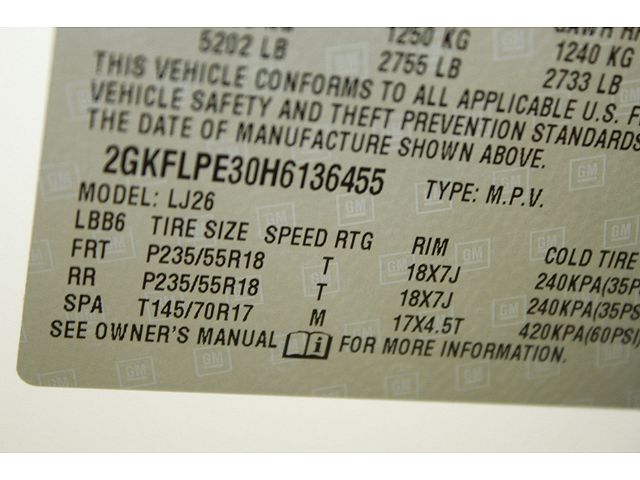 5202 LB 1250 KG GAWR RR
2755 LB 1240 KG
2733 LB
THIS VEHICLE CONFORMS TO ALL APPLICABLE U.S. F
VEHICLE SAFETY AND THEFT PREVENTION STANDARDS
THE DATE OF MANUFACTURE SHOWN ABOVE.
2GKFLPE30H6136455 TYPE: M.P.V.
MODEL: LJ26
LBB6 TIRE SIZE SPEED RTG RIM COLD TIRE
FRT P235/55R18 T 18X7J 240KPA(35P
RR P235/55R18 T 18X7J 240KPA(35PS
SPA T145/70R17 M 17X4.5T 420KPA(60PSI
SEE OWNER'S MANUAL i FOR MORE INFORMATION.